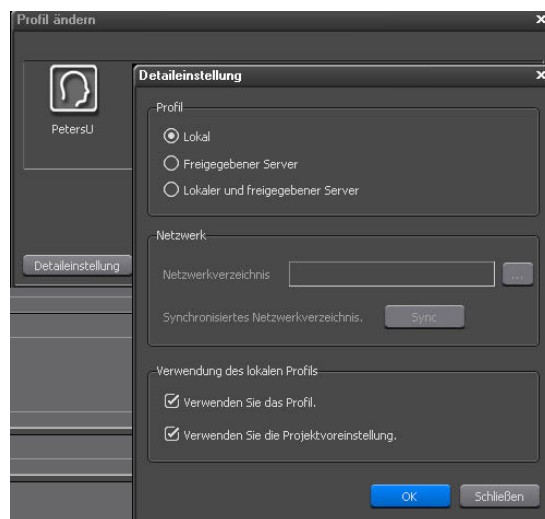 Profil ändern
x
PetersU
Detaileinstellung
Detaileinstellung
x
Profil
Lokal
Freigegebener Server
Lokaler und freigegebener Server
Netzwerk
Netzwerkverzeichnis
...
Synchronisiertes Netzwerkverzeichnis.
Sync
Verwendung des lokalen Profils
Verwenden Sie das Profil.
Verwenden Sie die Projektvoreinstellung.
OK
Schließen